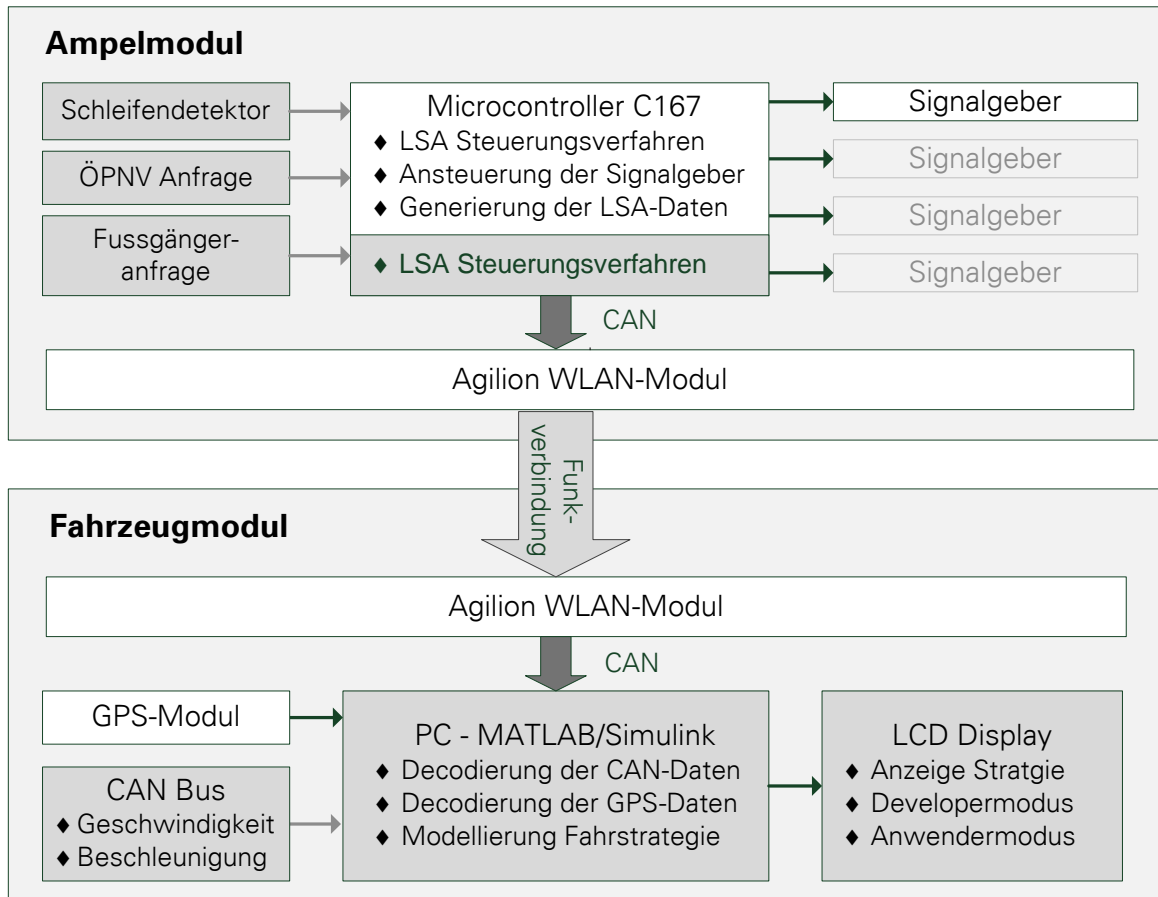 Ampelmodul
Schleifendetektor
ÖPNV Anfrage
Fussgänger-
anfrage
Microcontroller C167
♦ LSA Steuerungsverfahren
♦ Ansteuerung der Signalgeber
♦ Generierung der LSA-Daten
♦ LSA Steuerungsverfahren
Signalgeber
Signalgeber
Signalgeber
Signalgeber
CAN
Agilion WLAN-Modul
Funk-
verbindung
Fahrzeugmodul
Agilion WLAN-Modul
CAN
GPS-Modul
CAN Bus
♦ Geschwindigkeit
♦ Beschleunigung
PC - MATLAB/Simulink
♦ Decodierung der CAN-Daten
♦ Decodierung der GPS-Daten
♦ Modellierung Fahrstrategie
LCD Display
♦ Anzeige Stratgie
♦ Developermodus
♦ Anwendermodus